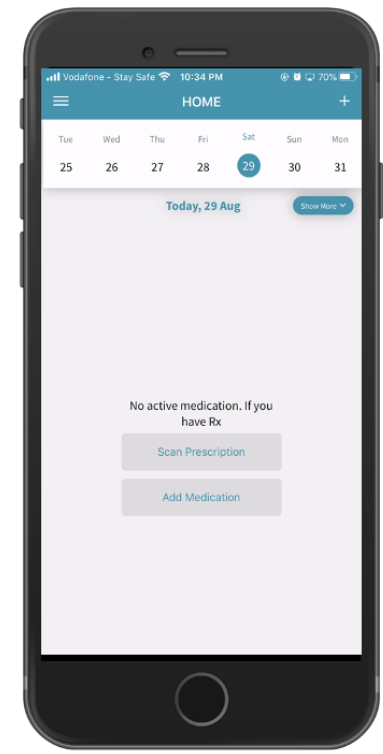 Vodafone - Stay Safe 10:34 PM 70%
HOME
Tue Wed Thu Fri Sat Sun Mon
25 26 27 28 29 30 31
Today, 29 Aug Show More
No active medication. If you
have Rx
Scan Prescription
Add Medication